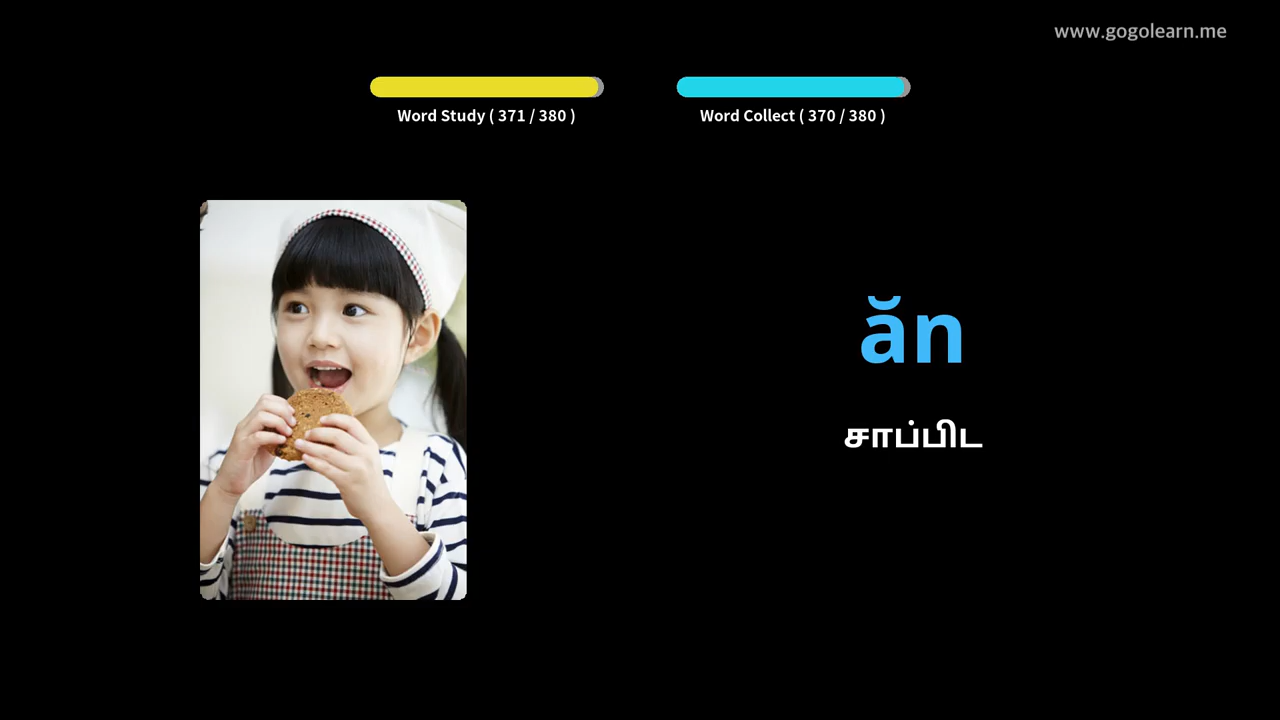 www.gogolearn.me
Word Study ( 371 / 380 )
Word Collect ( 370 / 380 )
ăn
சாப்பிட